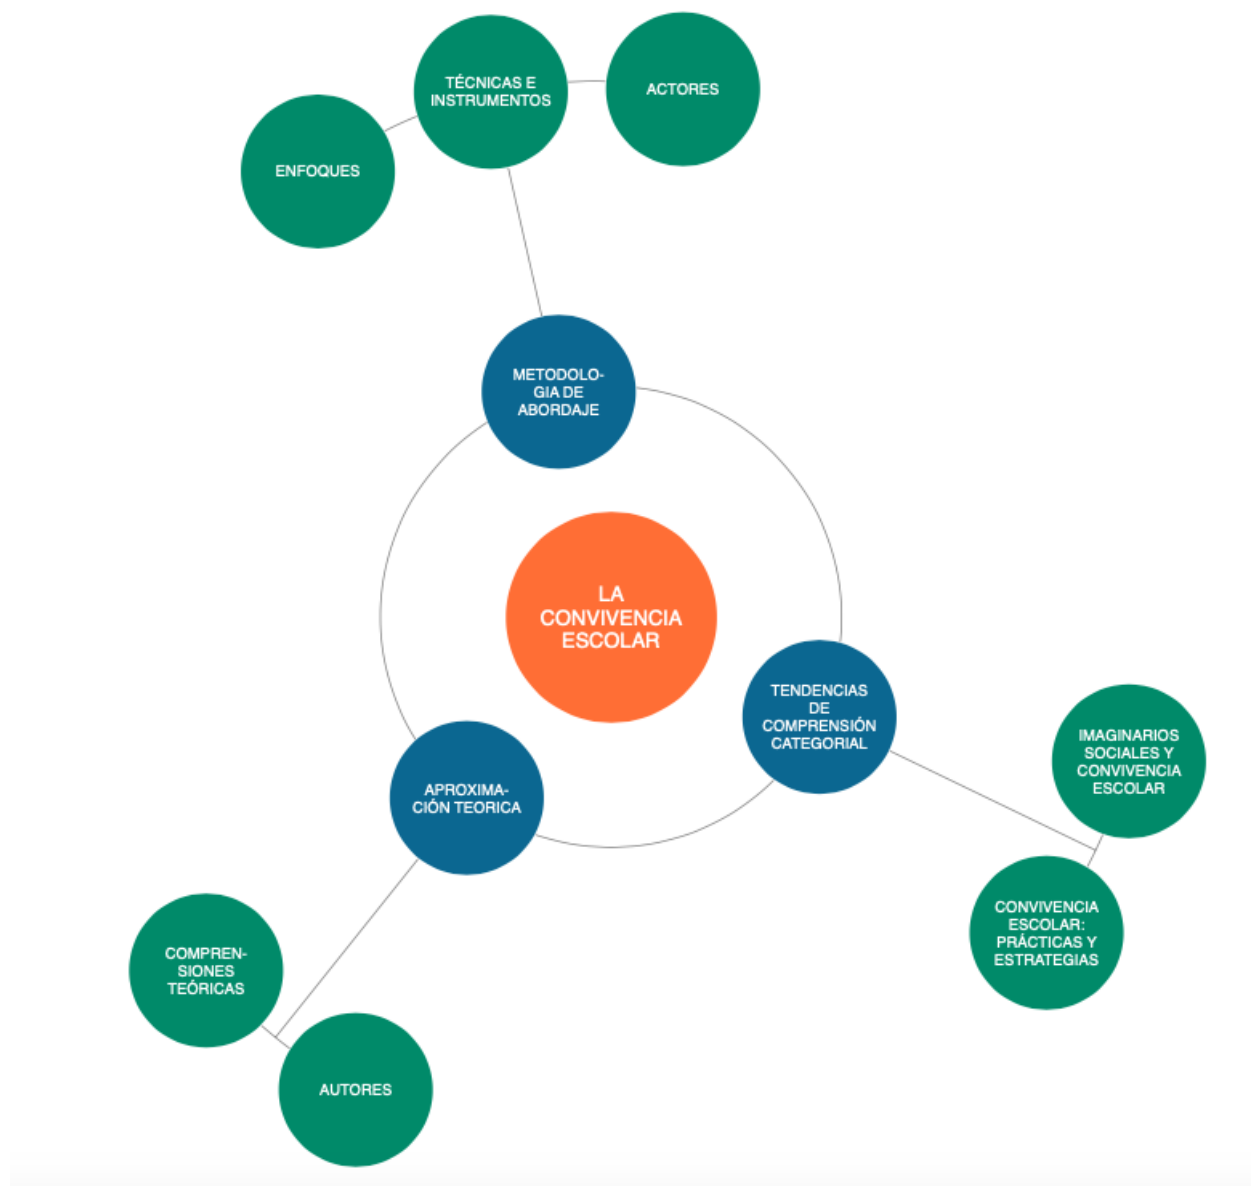 TÉCNICAS E
INSTRUMENTOS
ACTORES
ENFOQUES
METODOLO-
GIA DE
ABORDAJE
LA
CONVIVENCIA
ESCOLAR
TENDENCIAS
DE
COMPRENSIÓN
CATEGORIAL
IMAGINARIOS
SOCIALES Y
CONVIVENCIA
ESCOLAR
APROXIMA-
CIÓN TEORICA
CONVIVENCIA
ESCOLAR:
PRÁCTICAS Y
ESTRATEGIAS
COMPREN-
SIONES
TEÓRICAS
AUTORES